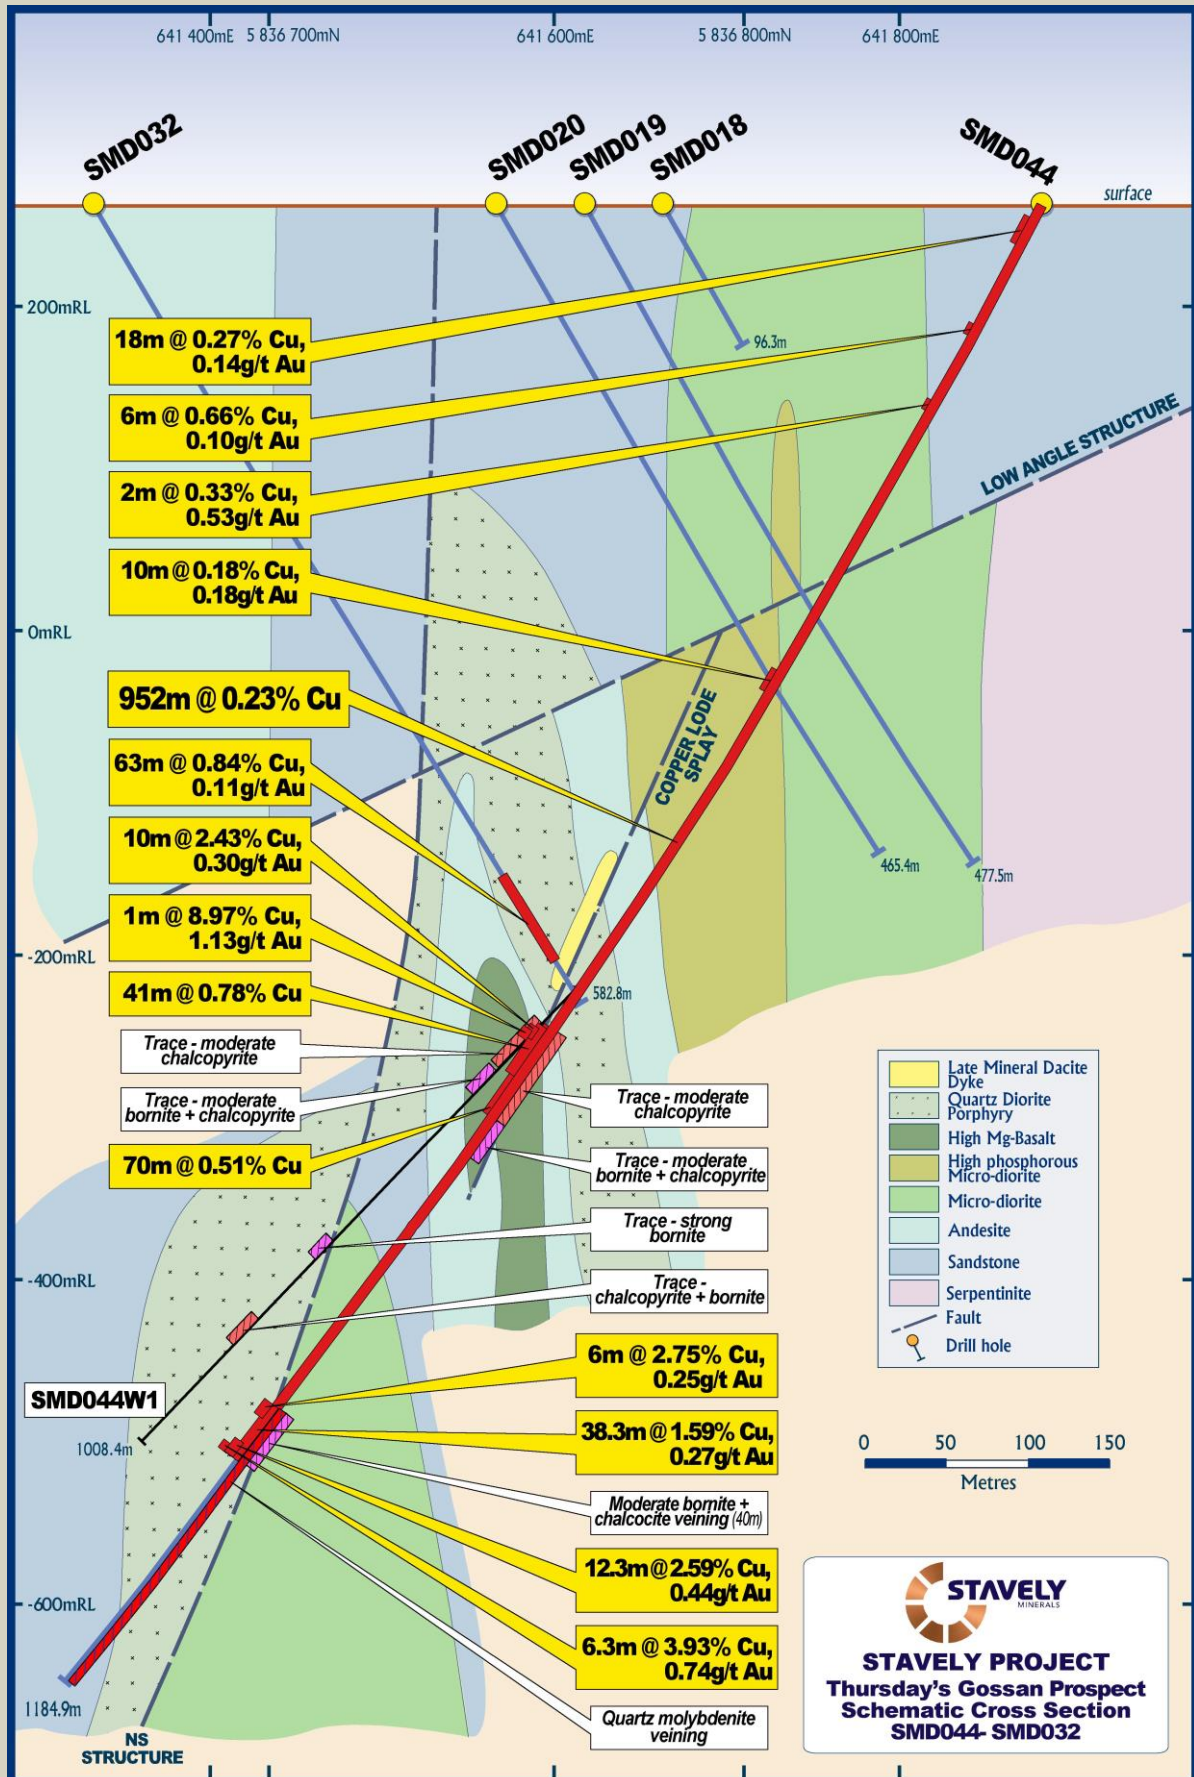 641 400mE
5 836 700mN
641 600mE
5 836 800mN
641 800mE
SMD032
SMD020
SMD019
SMD018
SMD044
surface
200mRL
0mRL
-200mRL
-400mRL
-600mRL
18m @ 0.27% Cu,
0.14g/t Au
6m @ 0.66% Cu,
0.10g/t Au
2m @ 0.33% Cu,
0.53g/t Au
10m @ 0.18% Cu,
0.18g/t Au
952m @ 0.23% Cu
63m @ 0.84% Cu,
0.11g/t Au
10m @ 2.43% Cu,
0.30g/t Au
1m @ 8.97% Cu,
1.13g/t Au
41m @ 0.78% Cu
Trace - moderate
chalcopyrite
Trace - moderate
bornite + chalcopyrite
70m @ 0.51% Cu
SMD044W1
1008.4m
1184.9m
NS
STRUCTURE
96.3m
LOW ANGLE STRUCTURE
COPPER LODE
SPLAY
465.4m
477.5m
582.8m
Trace - moderate
chalcopyrite
Trace - moderate
bornite + chalcopyrite
Trace - strong
bornite
Trace -
chalcopyrite + bornite
6m @ 2.75% Cu,
0.25g/t Au
38.3m @ 1.59% Cu,
0.27g/t Au
Moderate bornite +
chalcocite veining (40m)
12.3m @ 2.59% Cu,
0.44g/t Au
6.3m @ 3.93% Cu,
0.74g/t Au
Quartz molybdenite
veining
Late Mineral Dacite
Dyke
Quartz Diorite
Porphyry
High Mg-Basalt
High phosphorous
Micro-diorite
Micro-diorite
Andesite
Sandstone
Serpentinite
Fault
Drill hole
0 50 100 150
Metres
STAVELY
MINERALS
STAVELY PROJECT
Thursday's Gossan Prospect
Schematic Cross Section
SMD044- SMD032